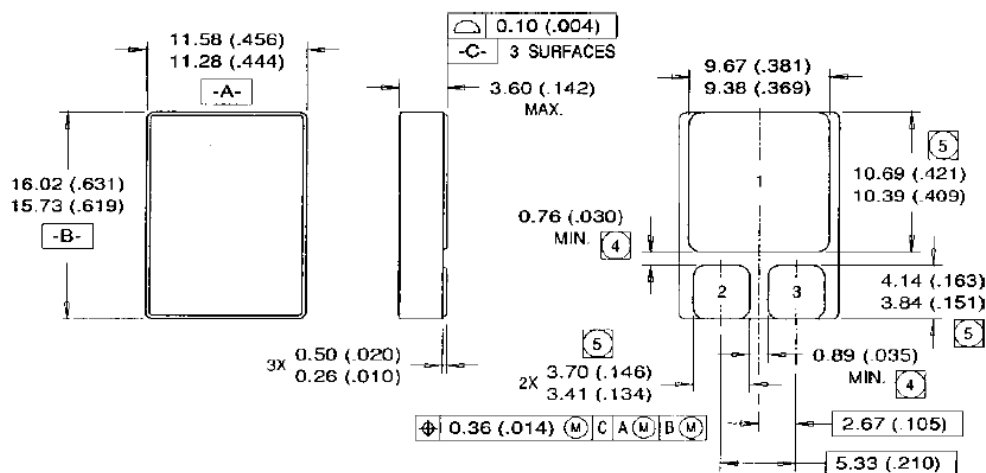 11.58 (.456)
11.28 (.444)
-A-
16.02 (.631)
15.73 (.619)
-B-
0.10 (.004)
-C- 3 SURFACES
3.60 (.142)
MAX.
3X 0.50 (.020)
0.26 (.010)
9.67 (.381)
9.38 (.369)
5
10.69 (.421)
10.39 (.409)
0.76 (.030)
MIN. 4
1
2
3
4.14 (.163)
3.84 (.151)
5
5
2X 3.70 (.146)
3.41 (.134)
0.89 (.035)
MIN. 4
⌖ 0.36 (.014) Ⓜ C A Ⓜ B Ⓜ
2.67 (.105)
5.33 (.210)